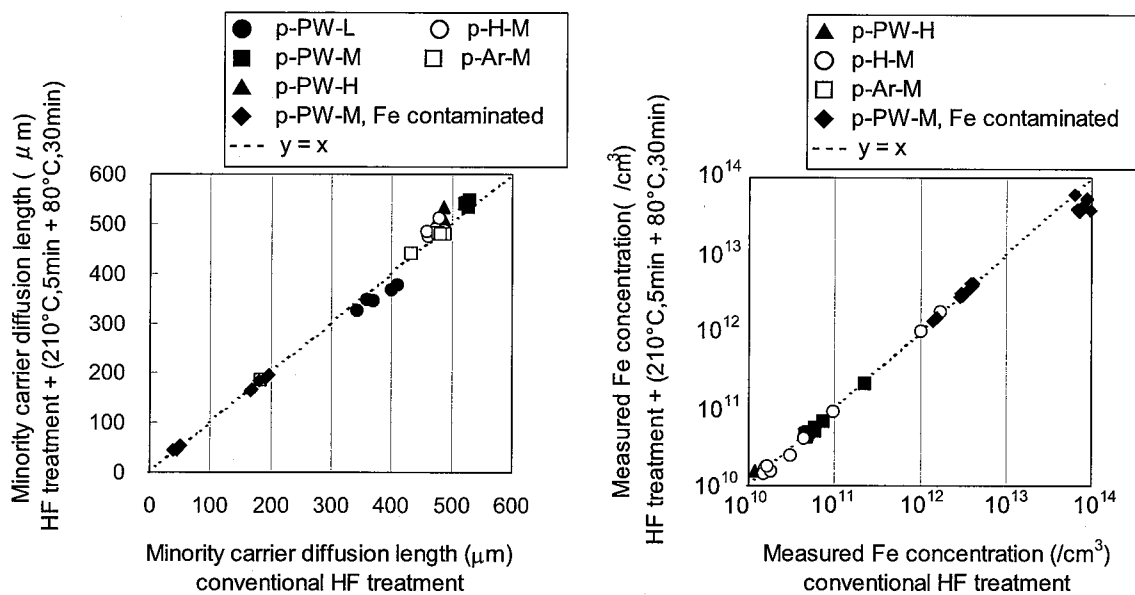 p-PW-L
p-H-M
p-PW-M
p-Ar-M
p-PW-H
p-PW-M, Fe contaminated
y = x
Minority carrier diffusion length ( μm)
HF treatment + (210°C,5min + 80°C,30min)
600
500
400
300
200
100
0
0 100 200 300 400 500 600
Minority carrier diffusion length (μm)
conventional HF treatment
p-PW-H
p-H-M
p-Ar-M
p-PW-M, Fe contaminated
y = x
Measured Fe concentration( /cm³)
HF treatment + (210°C,5min + 80°C,30min)
10¹⁴
10¹³
10¹²
10¹¹
10¹⁰
10¹⁰ 10¹¹ 10¹² 10¹³ 10¹⁴
Measured Fe concentration (/cm³)
conventional HF treatment